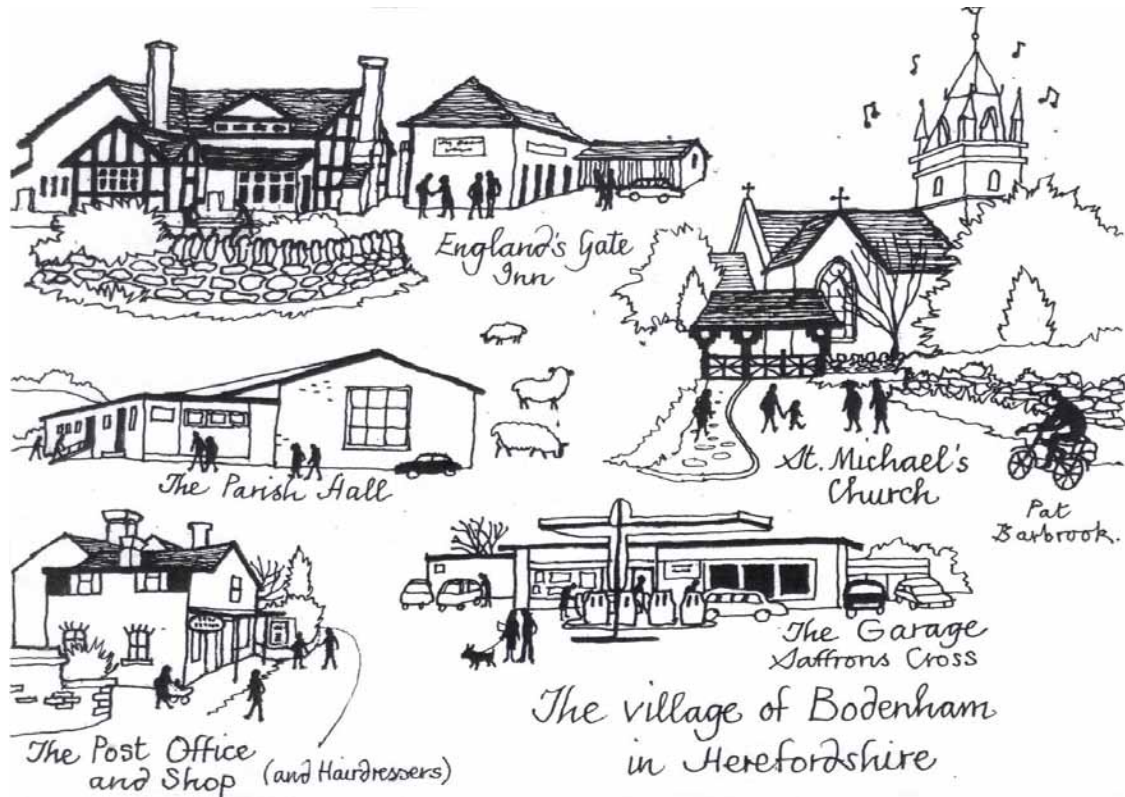 England's Gate
Inn
St. Michael's
Church
The Parish Hall
Pat
Barbrook.
The Garage
Saffrons Cross
The Post Office
and Shop (and Hairdressers)
The village of Bodenham
in Herefordshire